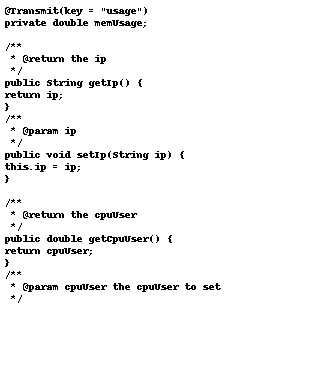 @Transmit(key = "usage")
private double memUsage;
/**
* @return the ip
*/
public String getIp() {
return ip;
}
/**
* @param ip
*/
public void setIp(String ip) {
this.ip = ip;
}
/**
* @return the cpuUser
*/
public double getCpuUser() {
return cpuUser;
}
/**
* @param cpuUser the cpuUser to set
*/